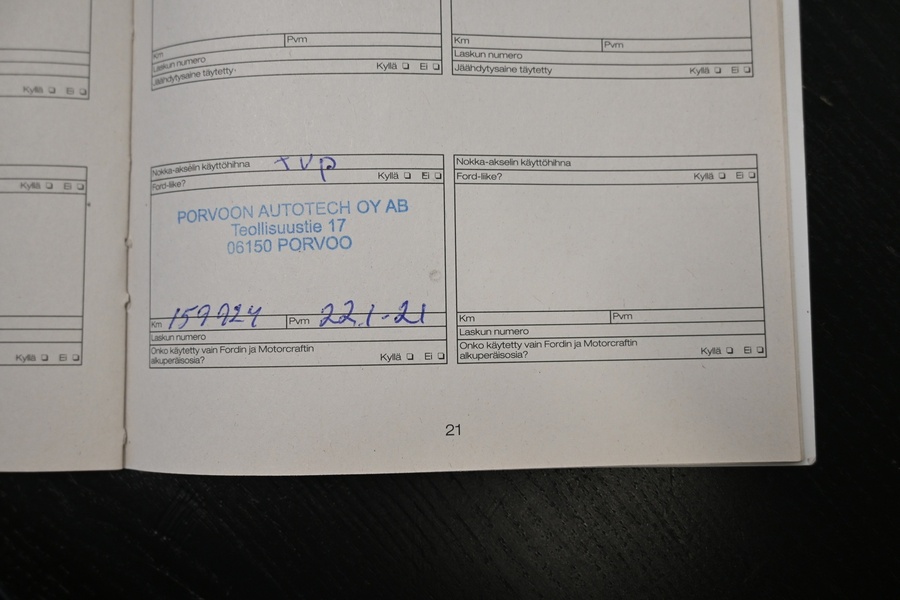 Km Pvm
Laskun numero
Jäähdytysaine täytetty Kyllä Ei
Km Pvm
Laskun numero
Jäähdytysaine täytetty Kyllä Ei
Kyllä Ei
Kyllä Ei
Kyllä Ei
Nokka-akselin käyttöhihna + vp
Ford-liike? Kyllä Ei
PORVOON AUTOTECH OY AB
Teollisuustie 17
06150 PORVOO
Km Pvm 22.1-21
Laskun numero
Onko käytetty vain Fordin ja Motorcraftin
alkuperäisosia? Kyllä Ei
Nokka-akselin käyttöhihna
Ford-liike? Kyllä Ei
Km Pvm
Laskun numero
Onko käytetty vain Fordin ja Motorcraftin
alkuperäisosia? Kyllä Ei
21